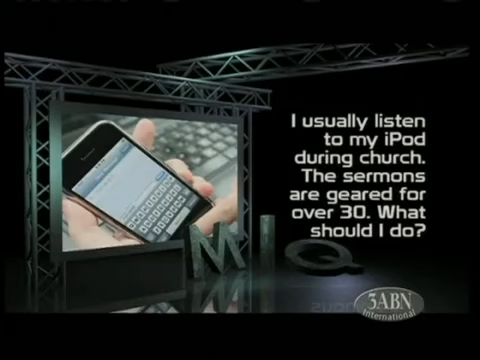 I usually listen
to my iPod
during church.
The sermons
are geared for
over 30. What
should I do?
M I Q
3ABN
International